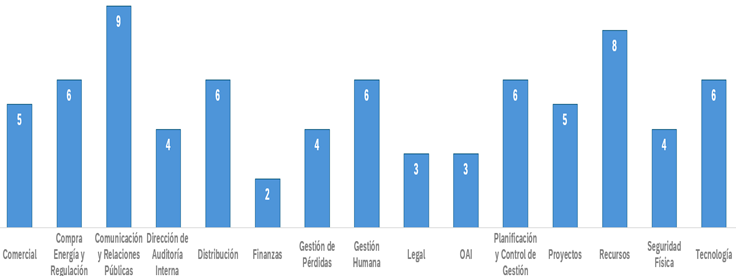 9
8
6
6
6
6
6
5
5
4
4
4
3
3
2
Comercial
Compra
Energía y
Regulación
Comunicación
y Relaciones
Públicas
Dirección de
Auditoría
Interna
Distribución
Finanzas
Gestión de
Pérdidas
Gestión
Humana
Legal
OAI
Planificación
y Control de
Gestión
Proyectos
Recursos
Seguridad
Física
Tecnología